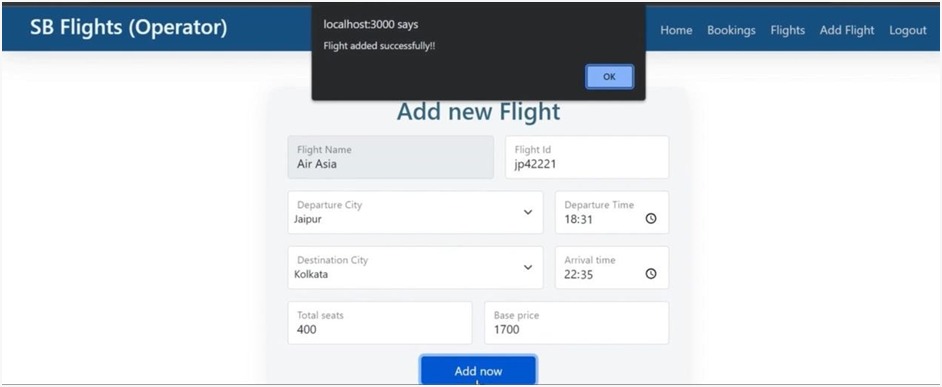 SB Flights (Operator)
localhost:3000 says
Flight added successfully!!
OK
Home Bookings Flights Add Flight Logout
Add new Flight
Flight Name
Air Asia
Flight Id
jp42221
Departure City
Jaipur
Departure Time
18:31
Destination City
Kolkata
Arrival time
22:35
Total seats
400
Base price
1700
Add now